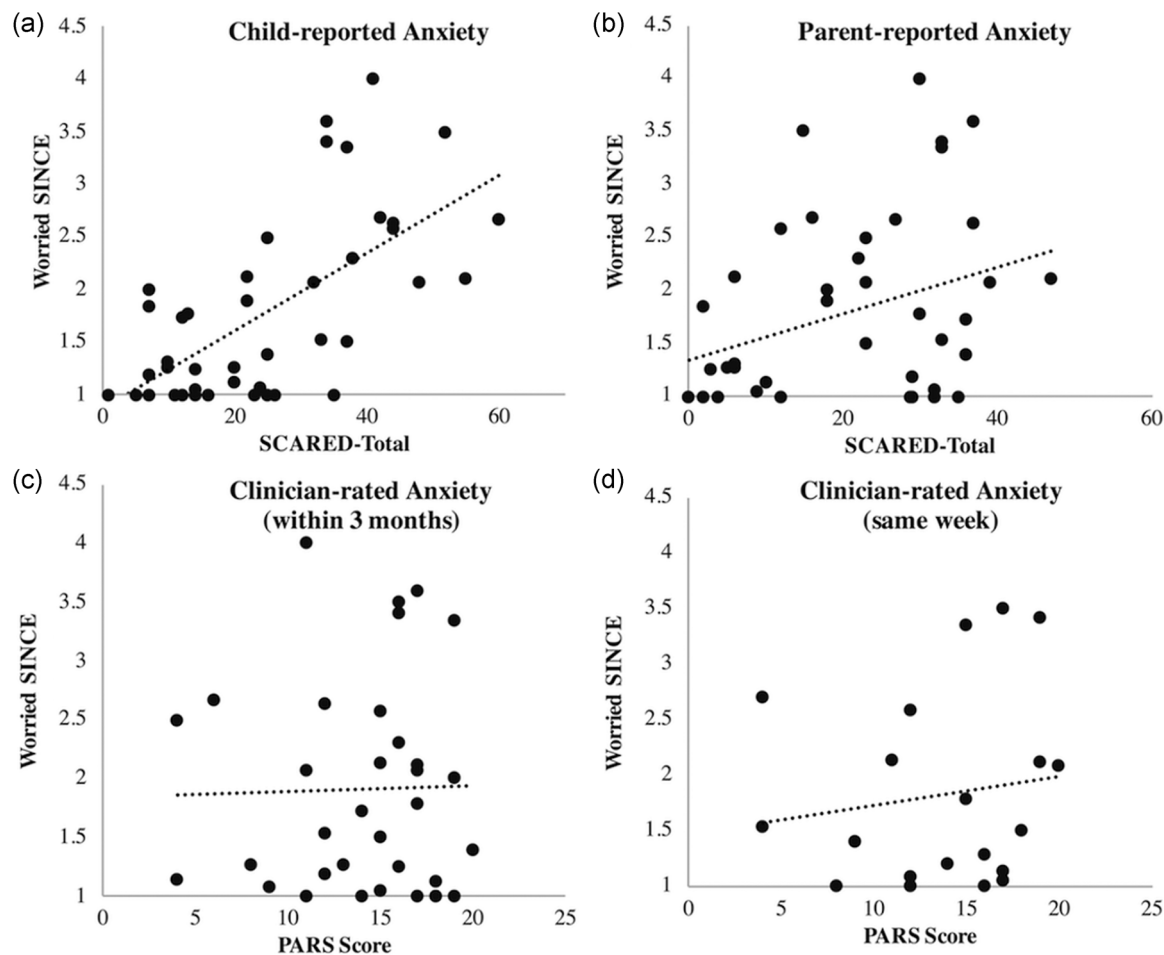 (a)
Child-reported Anxiety
4.5
4
3.5
3
2.5
2
1.5
1
Worried SINCE
0 20 40 60
SCARED-Total
(b)
Parent-reported Anxiety
4.5
4
3.5
3
2.5
2
1.5
1
Worried SINCE
0 20 40 60
SCARED-Total
(c)
Clinician-rated Anxiety
(within 3 months)
4.5
4
3.5
3
2.5
2
1.5
1
Worried SINCE
0 5 10 15 20 25
PARS Score
(d)
Clinician-rated Anxiety
(same week)
4.5
4
3.5
3
2.5
2
1.5
1
Worried SINCE
0 5 10 15 20 25
PARS Score